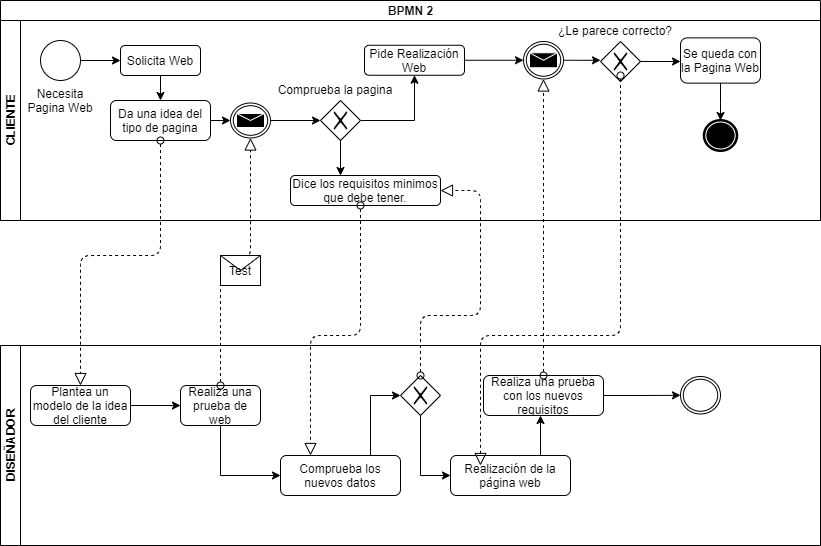 BPMN 2
CLIENTE
Necesita
Pagina Web
Solicita Web
Da una idea del
tipo de pagina
Comprueba la pagina
Pide Realización
Web
Dice los requisitos minimos
que debe tener.
¿Le parece correcto?
Se queda con
la Pagina Web
Test
DISEÑADOR
Plantea un
modelo de la idea
del cliente
Realiza una
prueba de
web
Comprueba los
nuevos datos
Realización de la
página web
Realiza una prueba
con los nuevos
requisitos